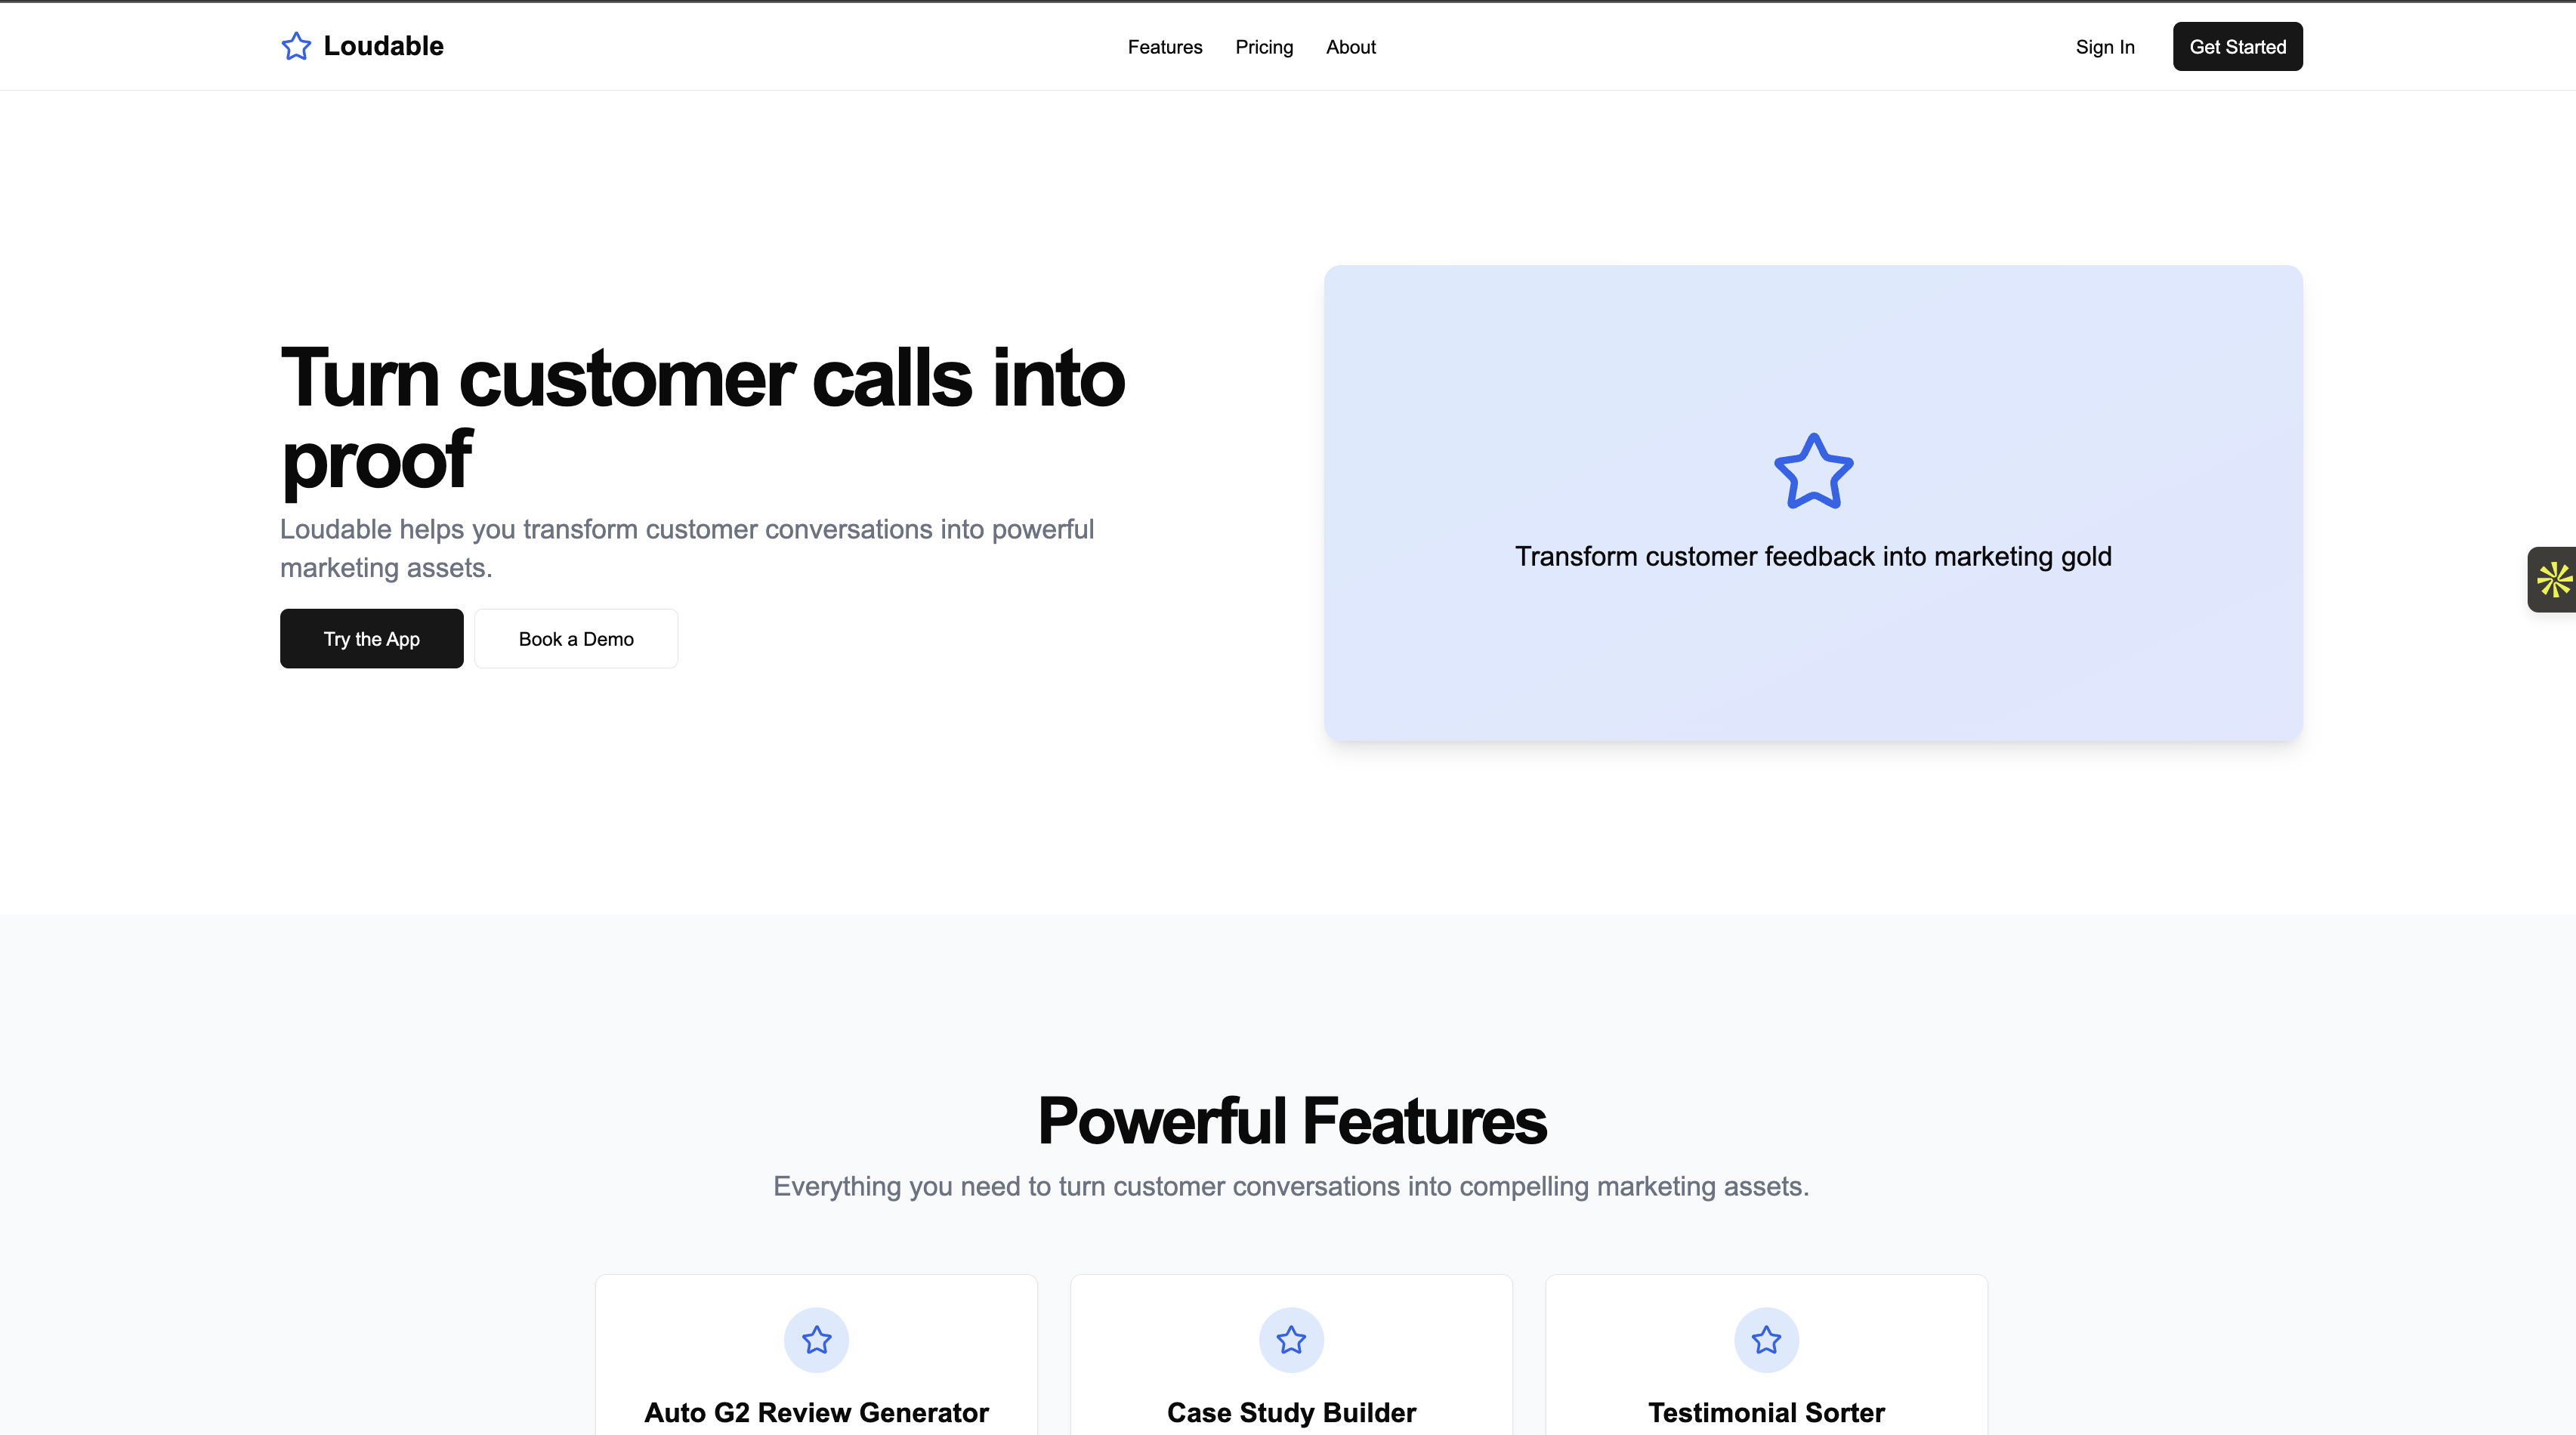 Loudable
Features
Pricing
About
Sign In
Get Started
Turn customer calls into
proof
Loudable helps you transform customer conversations into powerful
marketing assets.
Try the App
Book a Demo
Transform customer feedback into marketing gold
Powerful Features
Everything you need to turn customer conversations into compelling marketing assets.
Auto G2 Review Generator
Case Study Builder
Testimonial Sorter